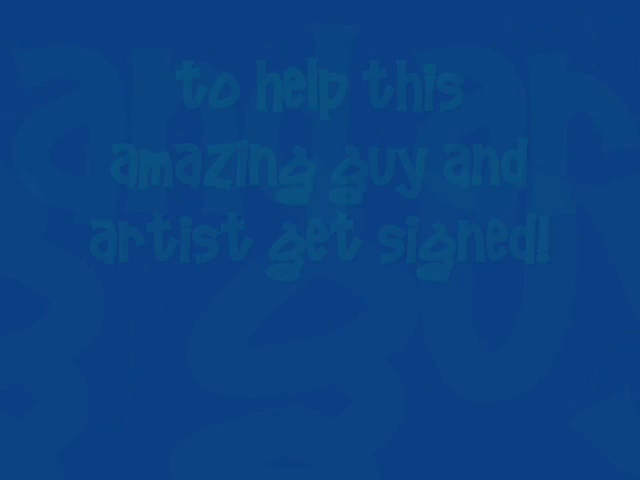 to help this
amazing guy and
artist get signed!